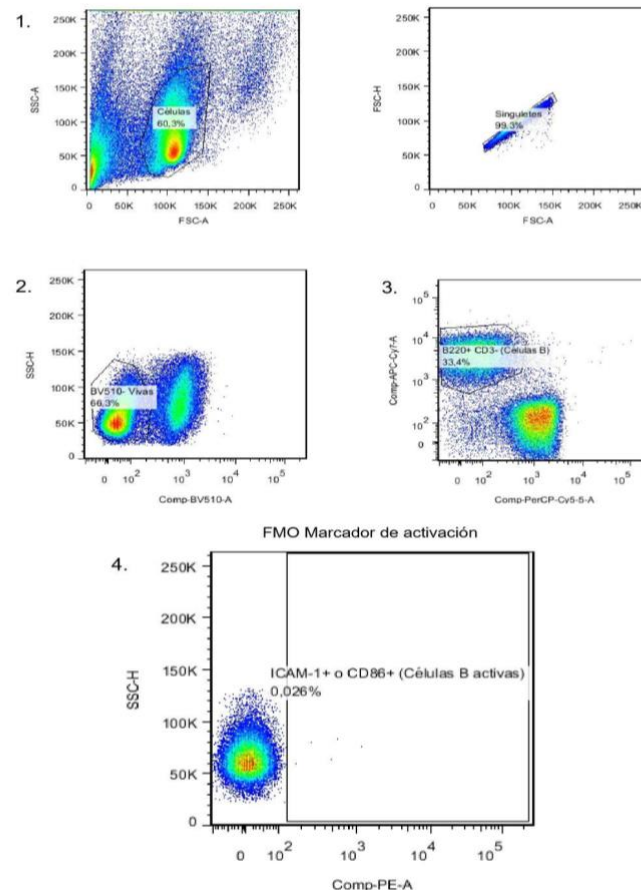 1.
250K
200K
150K
100K
50K
0
SSC-A
Células
60,3%
0 50K 100K 150K 200K 250K
FSC-A
250K
200K
150K
100K
50K
0
FSC-H
Singuletes
99,3%
0 50K 100K 150K 200K 250K
FSC-A
2.
250K
200K
150K
100K
50K
0
SSC-H
BV510- Vivas
66,3%
0 10^2 10^3 10^4 10^5
Comp-BV510-A
3.
10^5
10^4
10^3
10^2
0
Comp-APC-Cy7-A
B220+ CD3- (Células B)
33,4%
0 10^2 10^3 10^4 10^5
Comp-PerCP-Cy5-5-A
FMO Marcador de activación
4.
250K
200K
150K
100K
50K
0
SSC-H
ICAM-1+ o CD86+ (Células B activas)
0,026%
0 10^2 10^3 10^4 10^5
Comp-PE-A